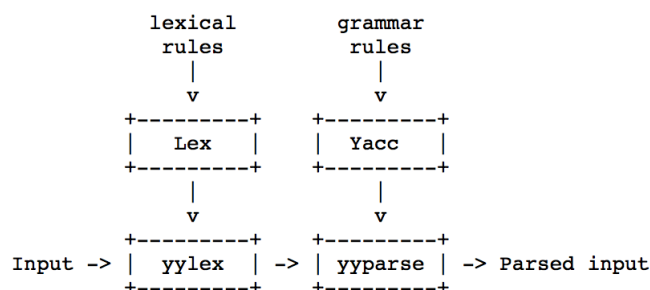 lexical grammar
rules rules
| |
v v
+---------+ +---------+
| Lex | | Yacc |
+---------+ +---------+
| |
v v
+---------+ +---------+
Input -> | yylex | -> | yyparse | -> Parsed input
+---------+ +---------+